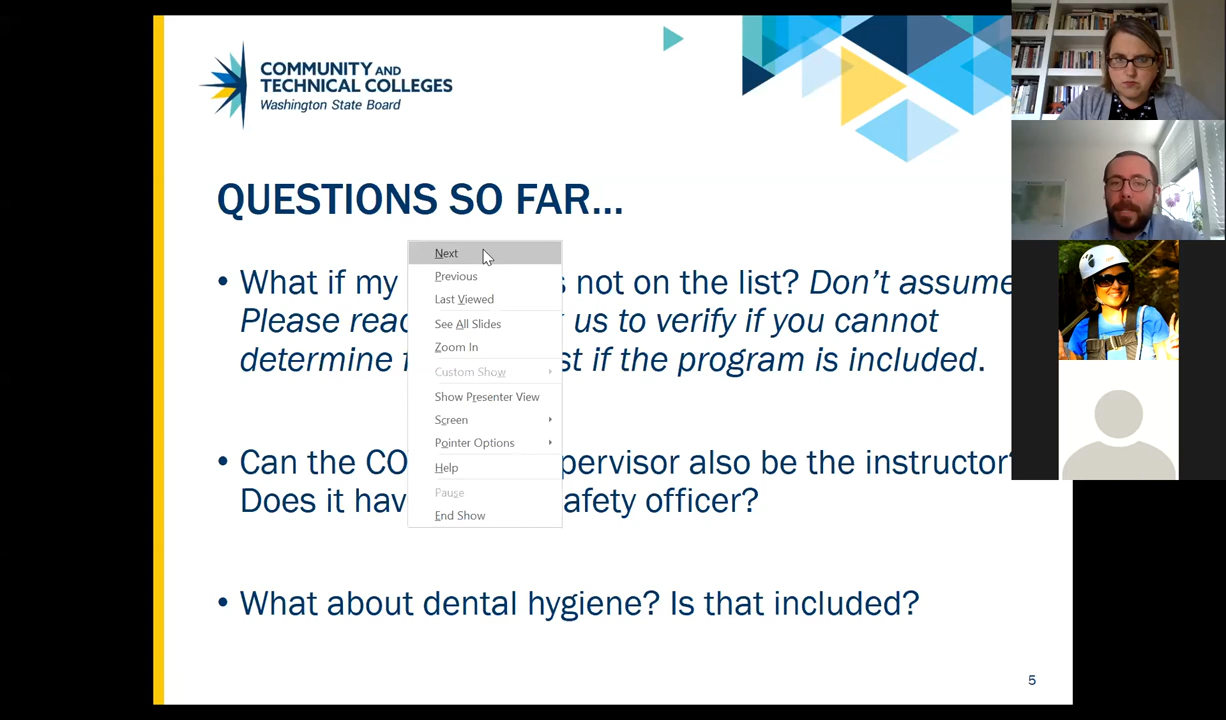 COMMUNITY AND
TECHNICAL COLLEGES
Washington State Board
QUESTIONS SO FAR...
• What if my s not on the list? Don't assume
Please read us to verify if you cannot
determine f st if the program is included.
• Can the CO pervisor also be the instructor?
Does it hav afety officer?
• What about dental hygiene? Is that included?
Next
Previous
Last Viewed
See All Slides
Zoom In
Custom Show
Show Presenter View
Screen
Pointer Options
Help
Pause
End Show
5